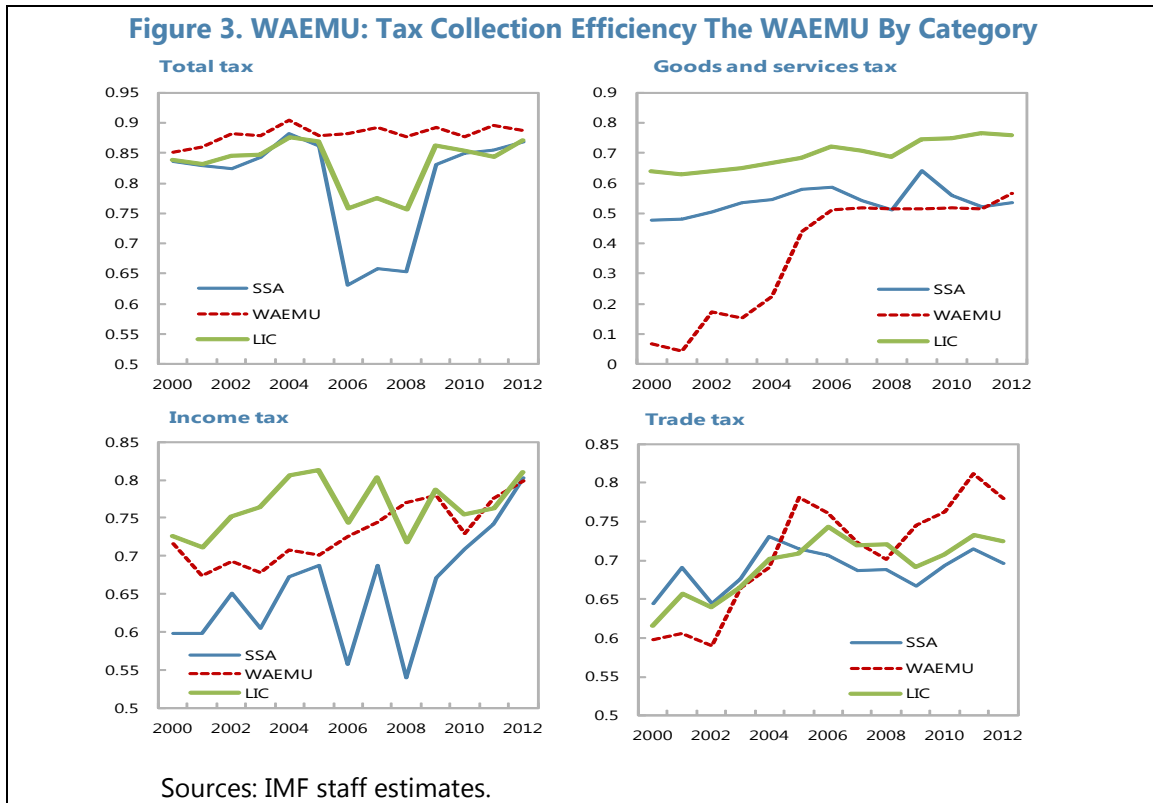 Figure 3. WAEMU: Tax Collection Efficiency The WAEMU By Category
Total tax
0.95
0.9
0.85
0.8
0.75
0.7
0.65
0.6
0.55
0.5
SSA
WAEMU
LIC
2000 2002 2004 2006 2008 2010 2012
Goods and services tax
0.9
0.8
0.7
0.6
0.5
0.4
0.3
0.2
0.1
0
SSA
WAEMU
LIC
2000 2002 2004 2006 2008 2010 2012
Income tax
0.85
0.8
0.75
0.7
0.65
0.6
0.55
0.5
SSA
WAEMU
LIC
2000 2002 2004 2006 2008 2010 2012
Trade tax
0.85
0.8
0.75
0.7
0.65
0.6
0.55
0.5
SSA
WAEMU
LIC
2000 2002 2004 2006 2008 2010 2012
Sources: IMF staff estimates.